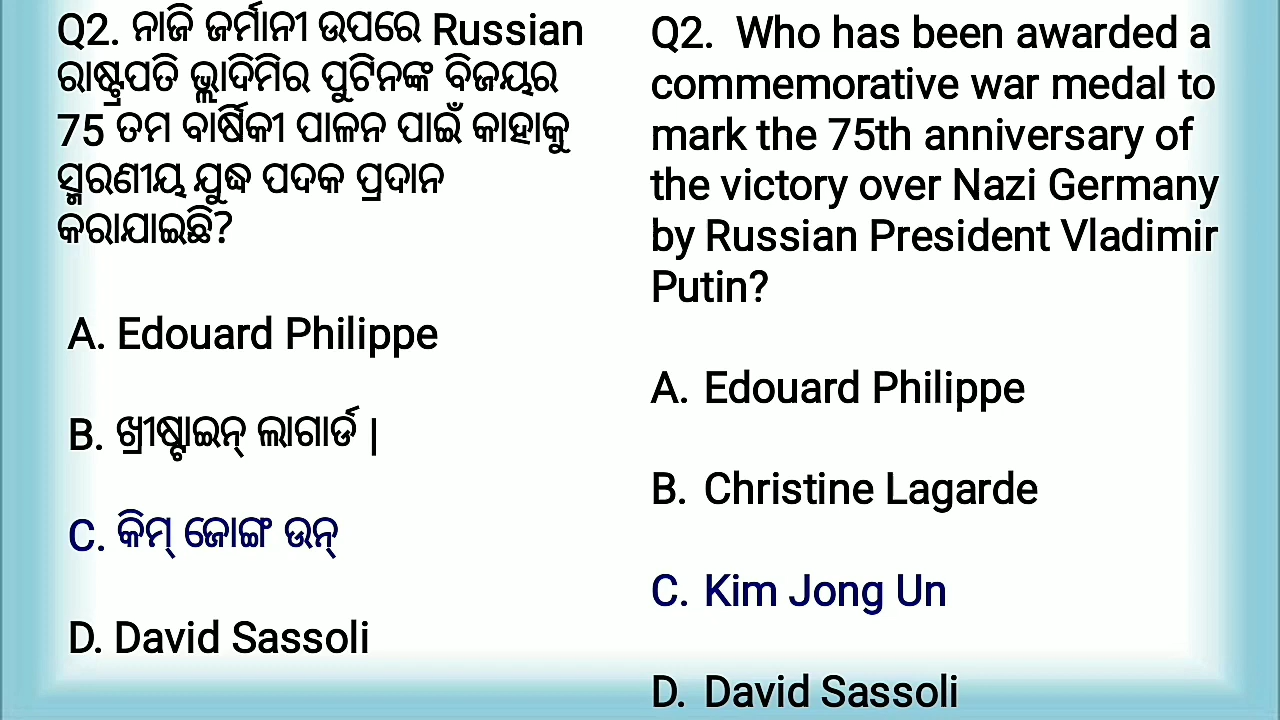 Q2. ନାଜି ଜର୍ମାନୀ ଉପରେ Russian
ରାଷ୍ଟ୍ରପତି ଭ୍ଲାଦିମିର ପୁଟିନଙ୍କ ବିଜୟର
75 ତମ ବାର୍ଷିକୀ ପାଳନ ପାଇଁ କାହାକୁ
ସ୍ମରଣୀୟ ଯୁଦ୍ଧ ପଦକ ପ୍ରଦାନ
କରାଯାଇଛି?
A. Edouard Philippe
B. ଖ୍ରୀଷ୍ଟାଇନ୍ ଲାଗାର୍ଡ |
C. କିମ୍ ଜୋଙ୍ଗ ଉନ୍
D. David Sassoli
Q2. Who has been awarded a
commemorative war medal to
mark the 75th anniversary of
the victory over Nazi Germany
by Russian President Vladimir
Putin?
A. Edouard Philippe
B. Christine Lagarde
C. Kim Jong Un
D. David Sassoli